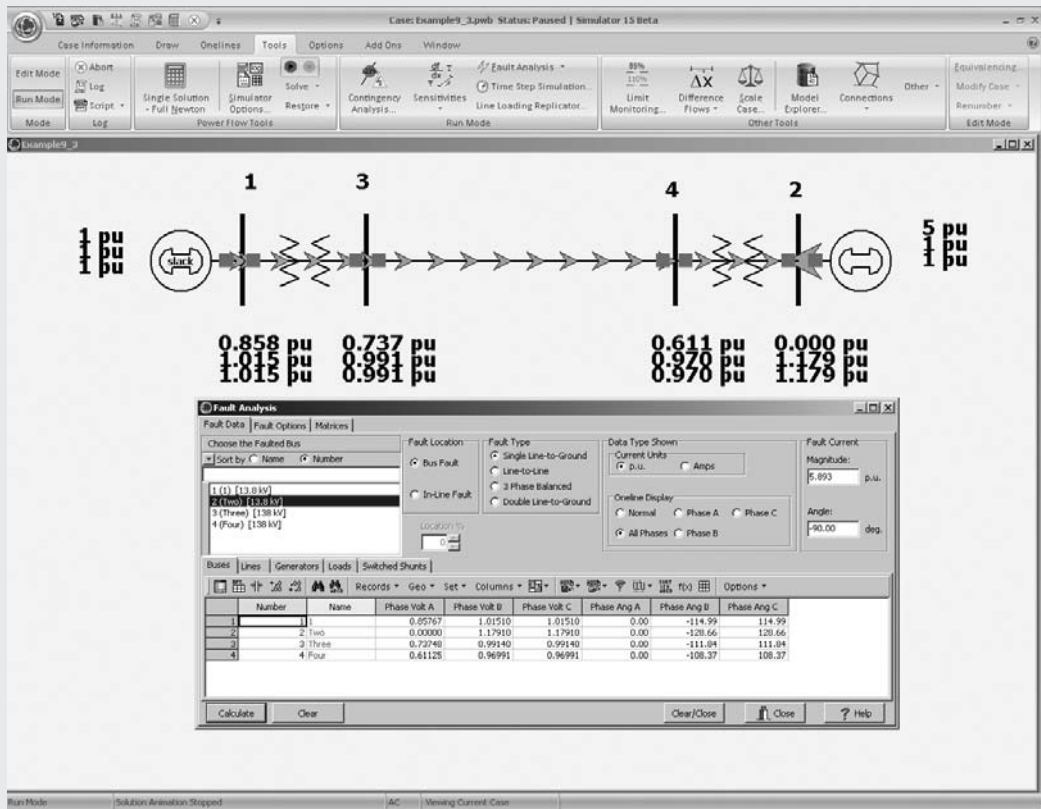 Case: Example9_3.pwb Status: Paused | Simulator 15 Beta
Case Information Draw Onelines Tools Options Add Ons Window
Edit Mode
Run Mode
Mode
Abort
Log
Script
Log
Single Solution - Full Newton
Simulator Options...
Solve
Restore
Power Flow Tools
Contingency Analysis...
Sensitivities
Fault Analysis
Time Step Simulation...
Line Loading Replicator...
Run Mode
Limit Monitoring...
Difference Flows
Scale Case...
Model Explorer...
Connections
Other
Other Tools
Equivalencing...
Modify Case
Renumber
Edit Mode
Example9_3
1 3 4 2
slack
1 pu
1 pu
1 pu
5 pu
1 pu
1 pu
0.858 pu 0.737 pu 0.611 pu 0.000 pu
1.015 pu 0.991 pu 0.970 pu 1.179 pu
1.015 pu 0.991 pu 0.970 pu 1.179 pu
Fault Analysis
Fault Data Fault Options Matrices
Choose the Faulted Bus
Sort by Name Number
1 (1) [13.8 kV]
2 (Two) [13.8 kV]
3 (Three) [138 kV]
4 (Four) [138 kV]
Fault Location
Bus Fault
In-Line Fault
Location %
0
Fault Type
Single Line-to-Ground
Line-to-Line
3 Phase Balanced
Double Line-to-Ground
Data Type Shown
Current Units
p.u. Amps
Oneline Display
Normal Phase A Phase C
All Phases Phase B
Fault Current
Magnitude:
5.893 p.u.
Angle:
-90.00 deg.
Buses Lines Generators Loads Switched Shunts
Records Geo Set Columns f(x) Options
Number Name Phase Volt A Phase Volt B Phase Volt C Phase Ang A Phase Ang B Phase Ang C
1 1 1 0.85767 1.01510 1.01510 0.00 -114.99 114.99
2 2 Two 0.00000 1.17910 1.17910 0.00 -128.66 128.66
3 3 Three 0.73740 0.99140 0.99140 0.00 -111.84 111.84
4 4 Four 0.61125 0.96991 0.96991 0.00 -108.37 108.37
Calculate Clear Clear/Close Close ? Help
Run Mode Solution Animation Stopped AC Viewing Current Case